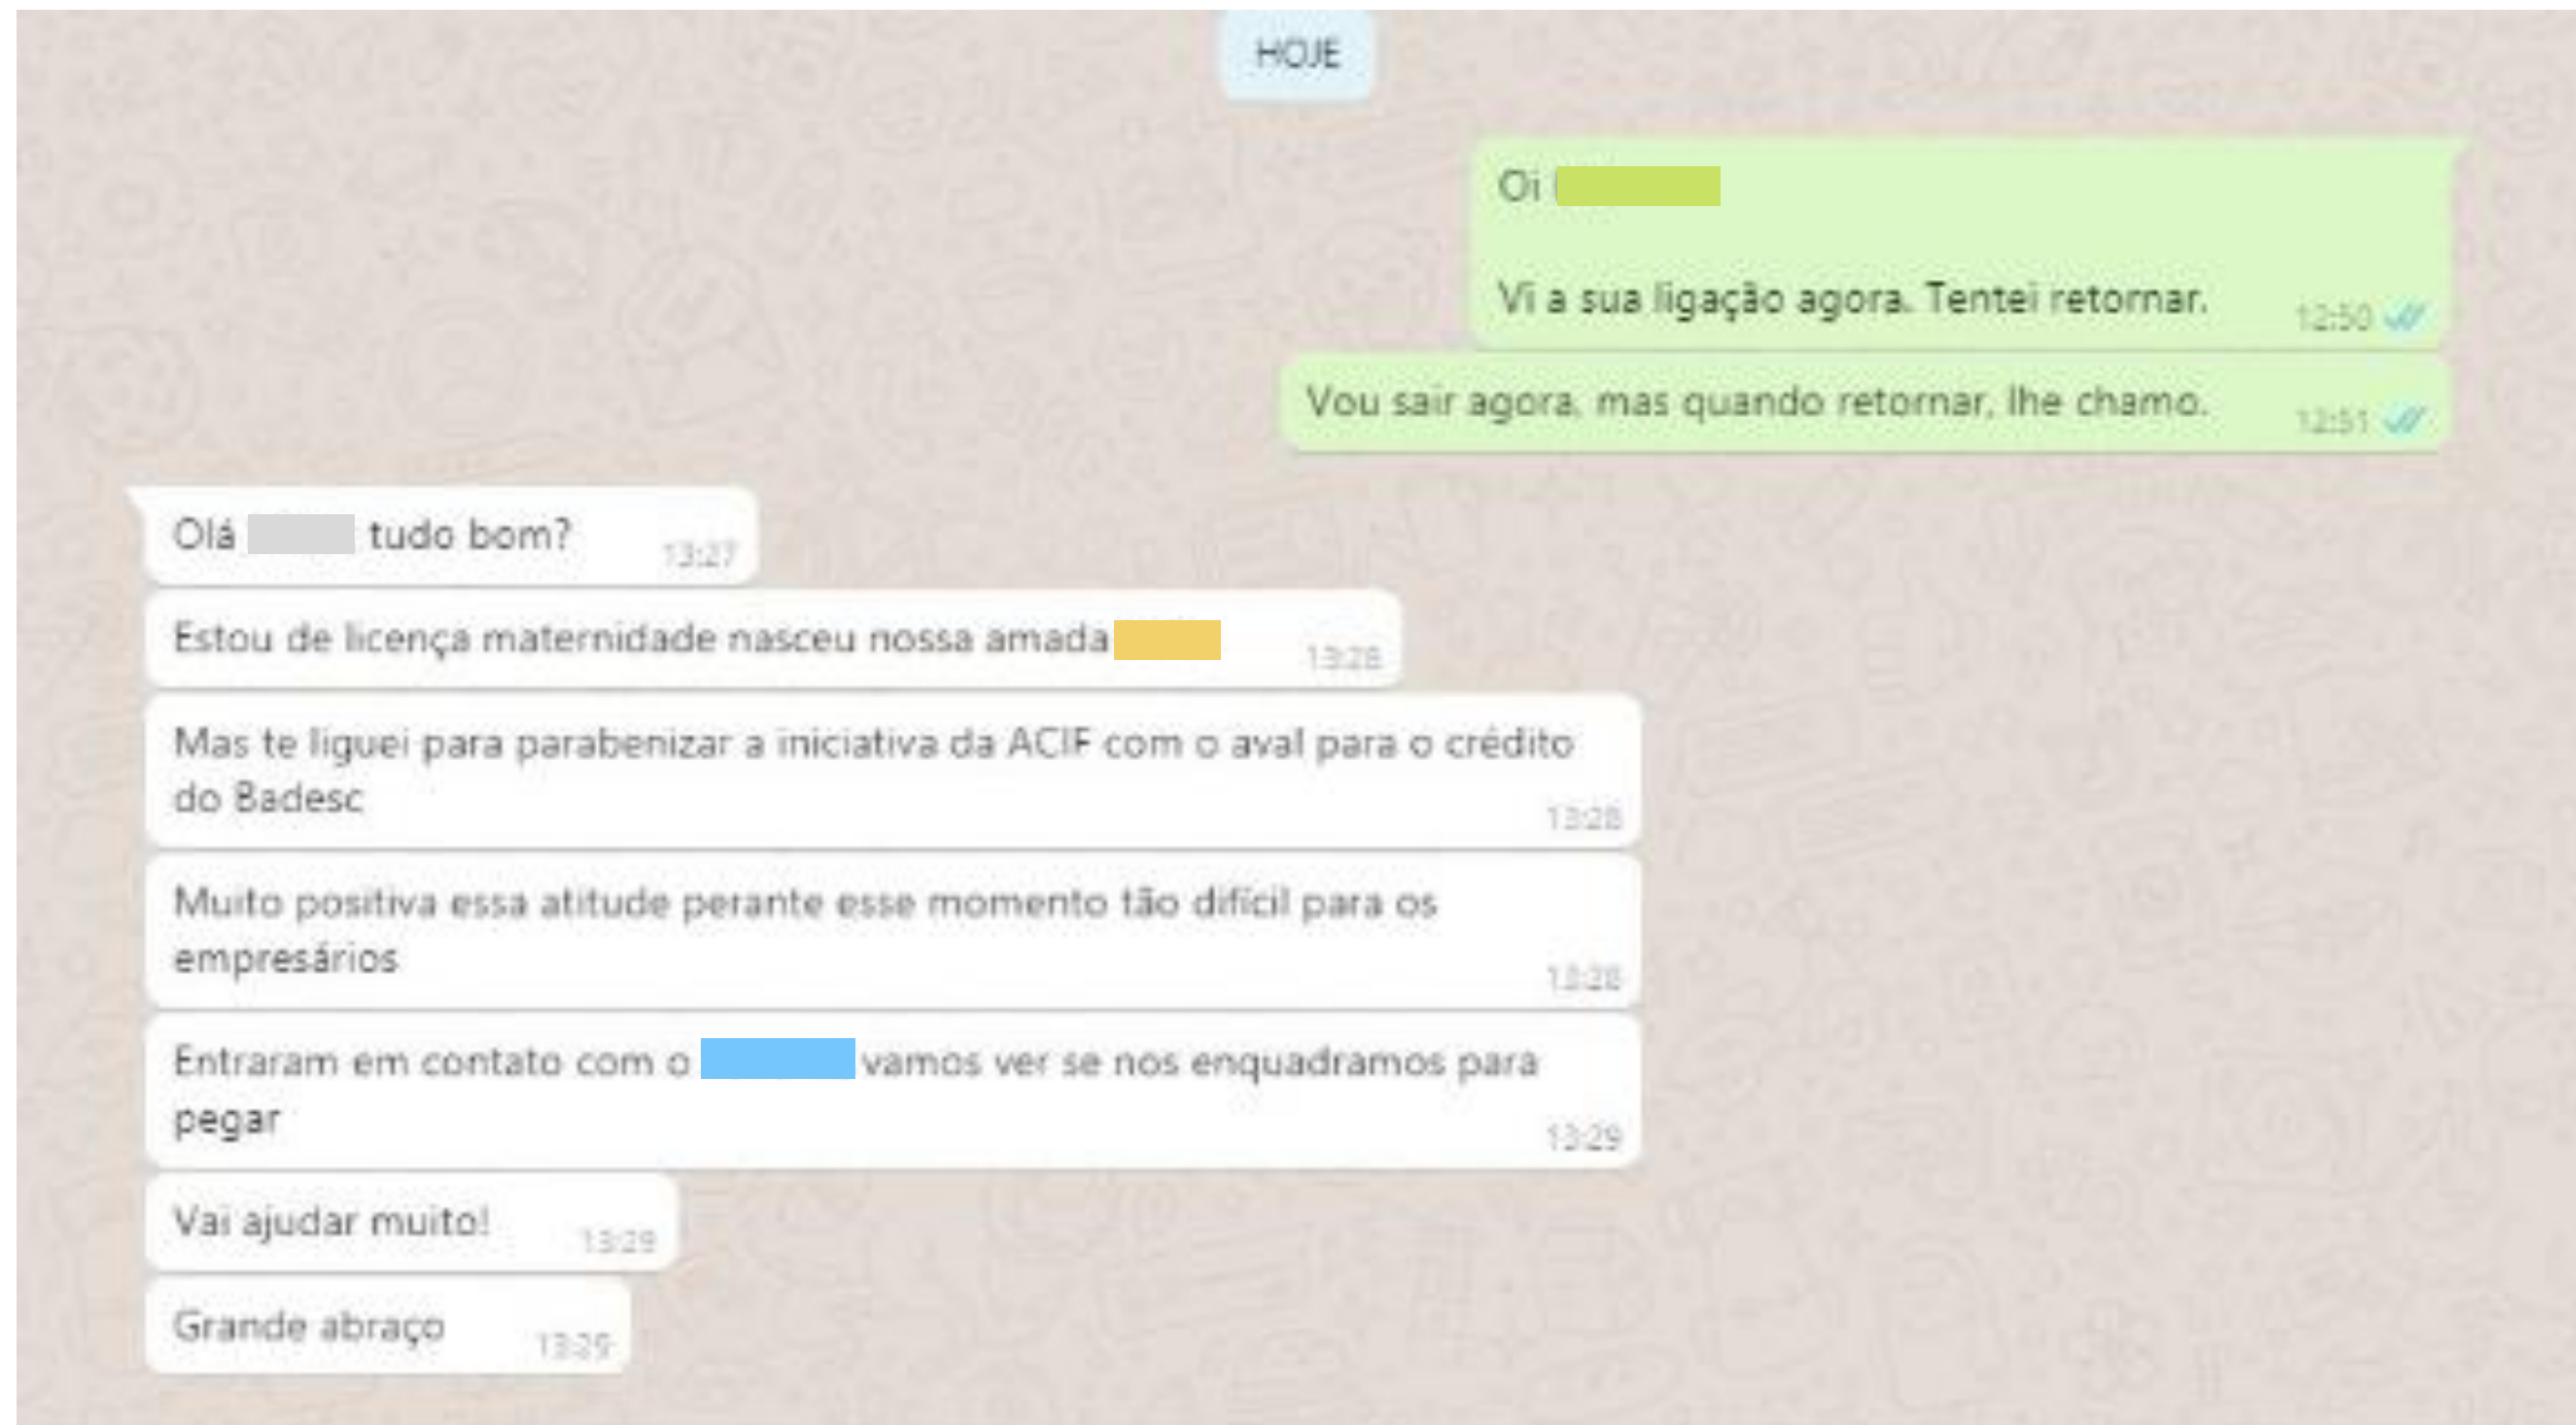 HOJE
Oi
Vi a sua ligação agora. Tentei retornar.
12:50
Vou sair agora, mas quando retornar, lhe chamo.
12:51
Olá tudo bom?
13:27
Estou de licença maternidade nasceu nossa amada
13:28
Mas te liguei para parabenizar a iniciativa da ACIF com o aval para o crédito
do Badesc
13:28
Muito positiva essa atitude perante esse momento tão difícil para os
empresários
13:28
Entraram em contato com o vamos ver se nos enquadramos para
pegar
13:29
Vai ajudar muito!
13:29
Grande abraço
13:29